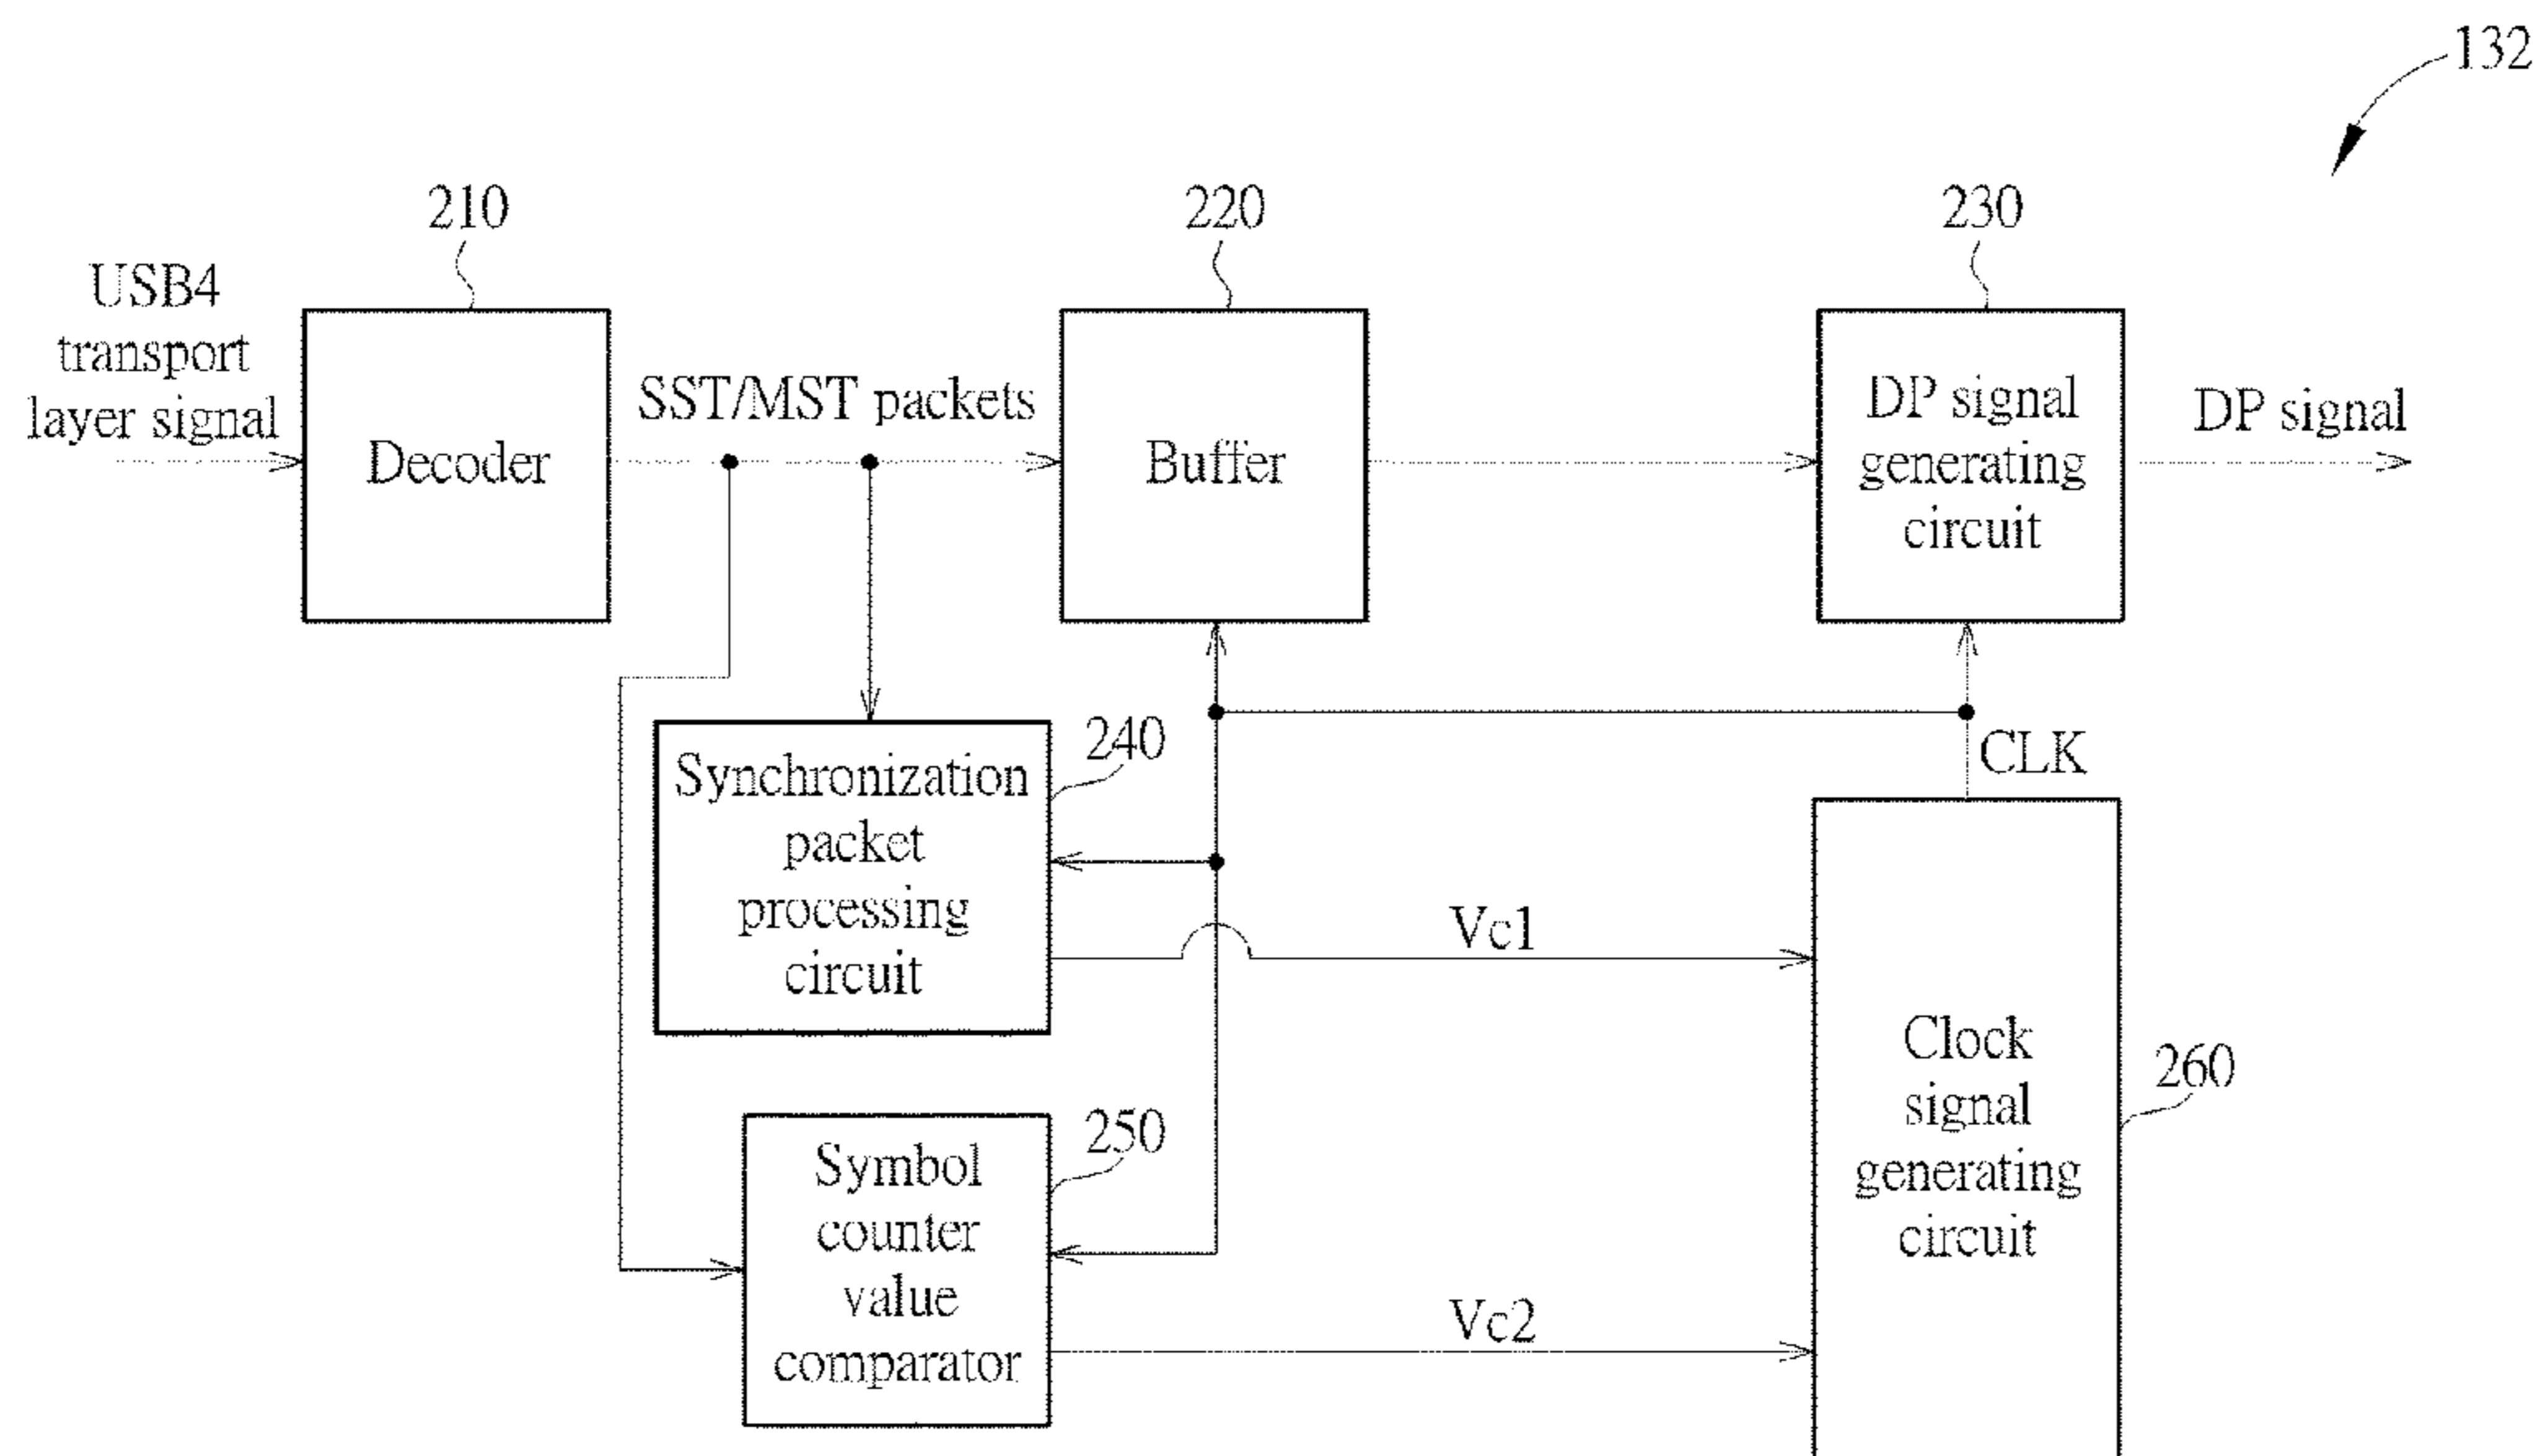 132
210
220
230
USB4
transport
layer signal
Decoder
SST/MST packets
Buffer
DP signal
generating
circuit
DP signal
Synchronization
packet
processing
circuit
240
CLK
Vc1
Clock
signal
generating
circuit
260
Symbol
counter
value
comparator
250
Vc2